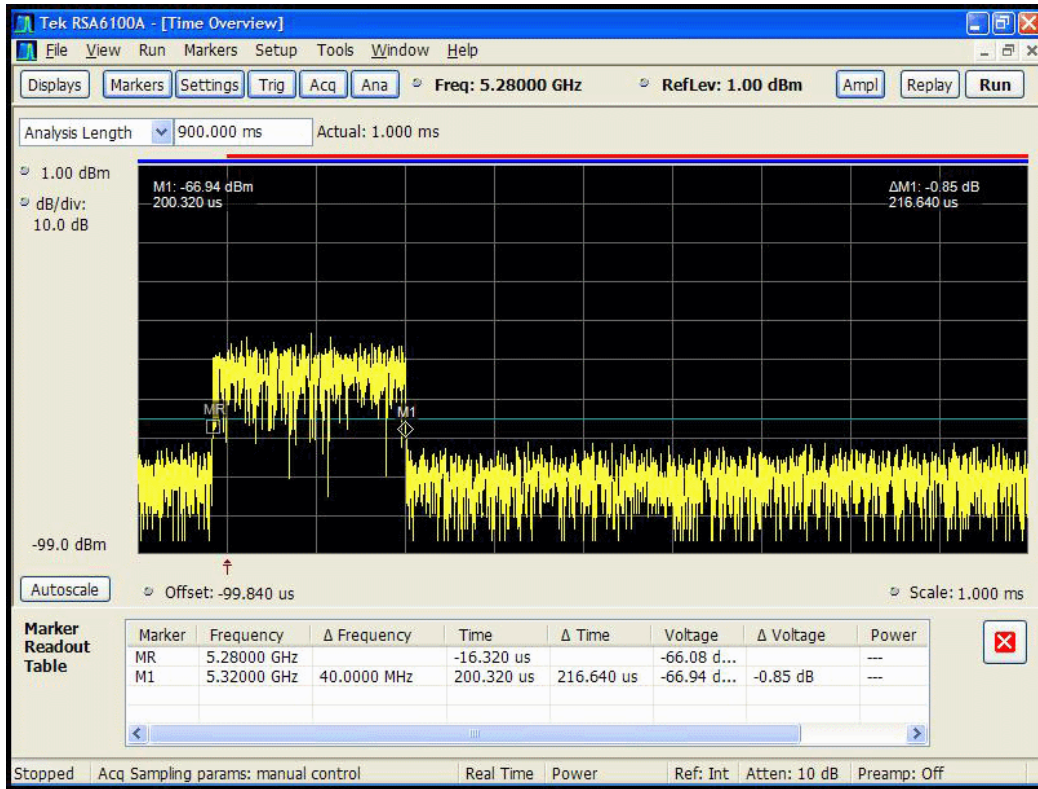 Tek RSA6100A - [Time Overview]
File View Run Markers Setup Tools Window Help
Displays Markers Settings Trig Acq Ana Freq: 5.28000 GHz RefLev: 1.00 dBm Ampl Replay Run
Analysis Length 900.000 ms Actual: 1.000 ms
1.00 dBm
dB/div:
10.0 dB
M1: -66.94 dBm
200.320 us
ΔM1: -0.85 dB
216.640 us
MR
M1
-99.0 dBm
Autoscale Offset: -99.840 us Scale: 1.000 ms
Marker
Readout
Table
Marker Frequency Δ Frequency Time Δ Time Voltage Δ Voltage Power
MR 5.28000 GHz -16.320 us -66.08 d... ---
M1 5.32000 GHz 40.0000 MHz 200.320 us 216.640 us -66.94 d... -0.85 dB ---
Stopped Acq Sampling params: manual control Real Time Power Ref: Int Atten: 10 dB Preamp: Off